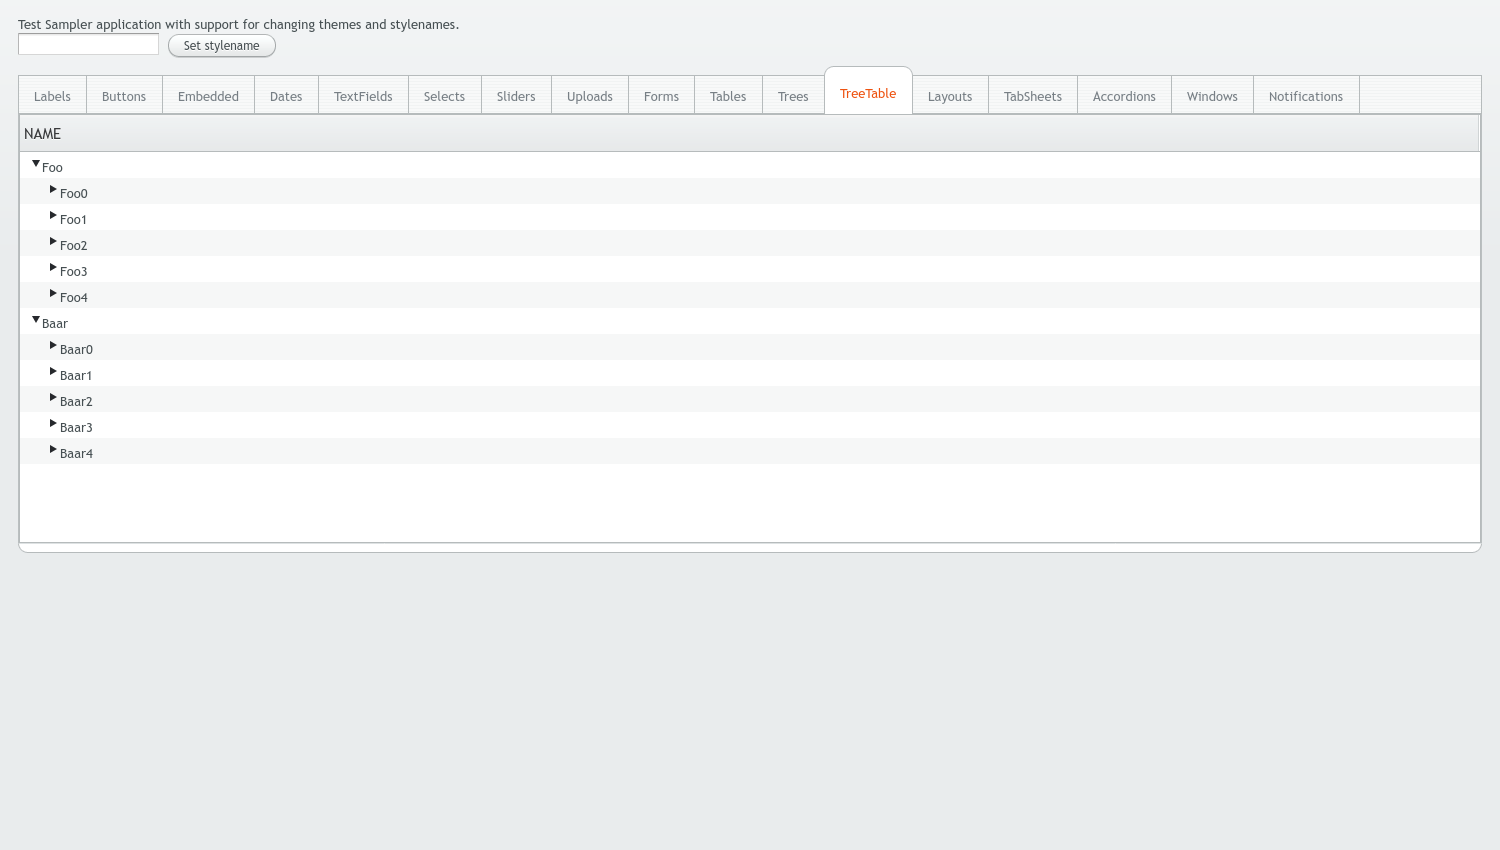 Test Sampler application with support for changing themes and stylenames.
Set stylename
Labels Buttons Embedded Dates TextFields Selects Sliders Uploads Forms Tables Trees TreeTable Layouts TabSheets Accordions Windows Notifications
NAME
Foo
Foo0
Foo1
Foo2
Foo3
Foo4
Baar
Baar0
Baar1
Baar2
Baar3
Baar4